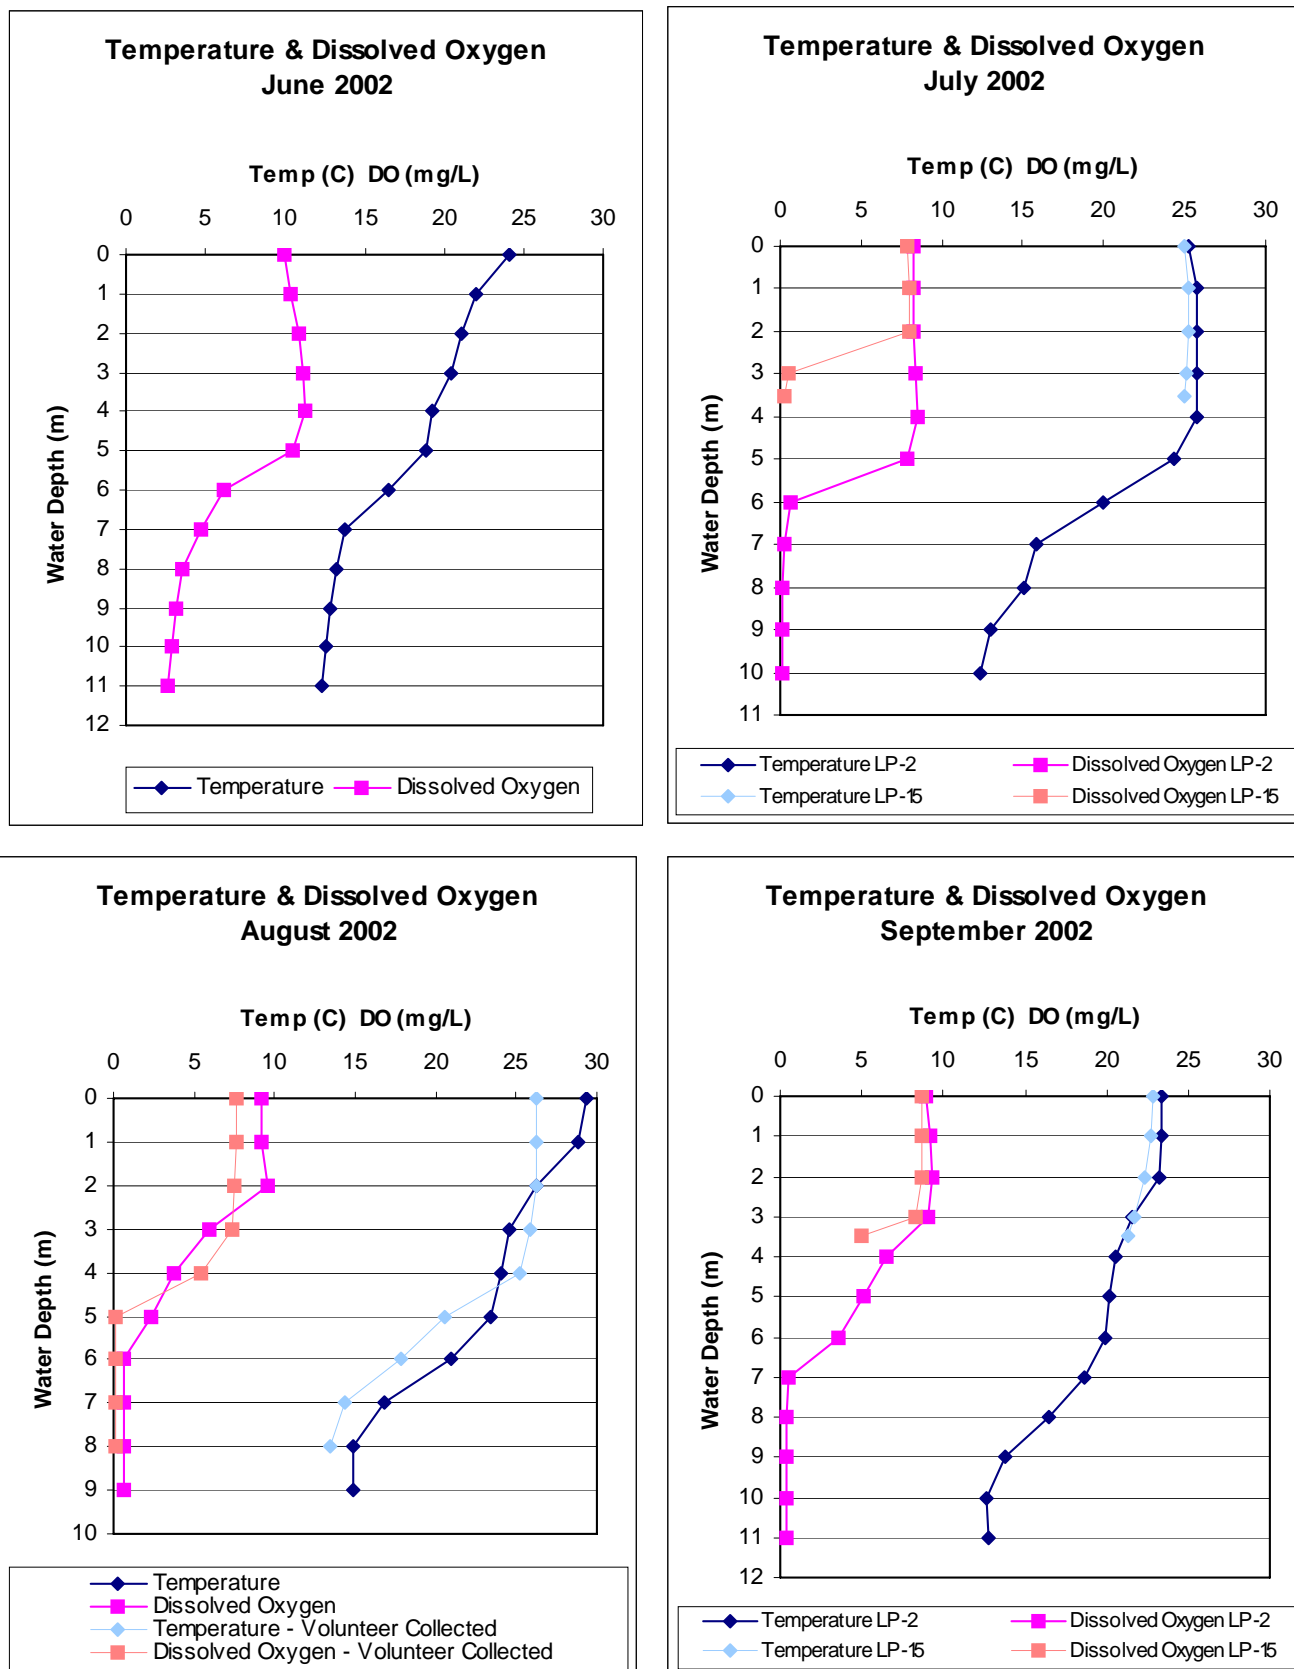 Temperature & Dissolved Oxygen
June 2002
Temp (C) DO (mg/L)
0 5 10 15 20 25 30
Water Depth (m)
0
1
2
3
4
5
6
7
8
9
10
11
12
Temperature Dissolved Oxygen
Temperature & Dissolved Oxygen
July 2002
Temp (C) DO (mg/L)
0 5 10 15 20 25 30
Water Depth (m)
0
1
2
3
4
5
6
7
8
9
10
11
Temperature LP-2 Dissolved Oxygen LP-2
Temperature LP-15 Dissolved Oxygen LP-15
Temperature & Dissolved Oxygen
August 2002
Temp (C) DO (mg/L)
0 5 10 15 20 25 30
Water Depth (m)
0
1
2
3
4
5
6
7
8
9
10
Temperature
Dissolved Oxygen
Temperature - Volunteer Collected
Dissolved Oxygen - Volunteer Collected
Temperature & Dissolved Oxygen
September 2002
Temp (C) DO (mg/L)
0 5 10 15 20 25 30
Water Depth (m)
0
1
2
3
4
5
6
7
8
9
10
11
12
Temperature LP-2 Dissolved Oxygen LP-2
Temperature LP-15 Dissolved Oxygen LP-15